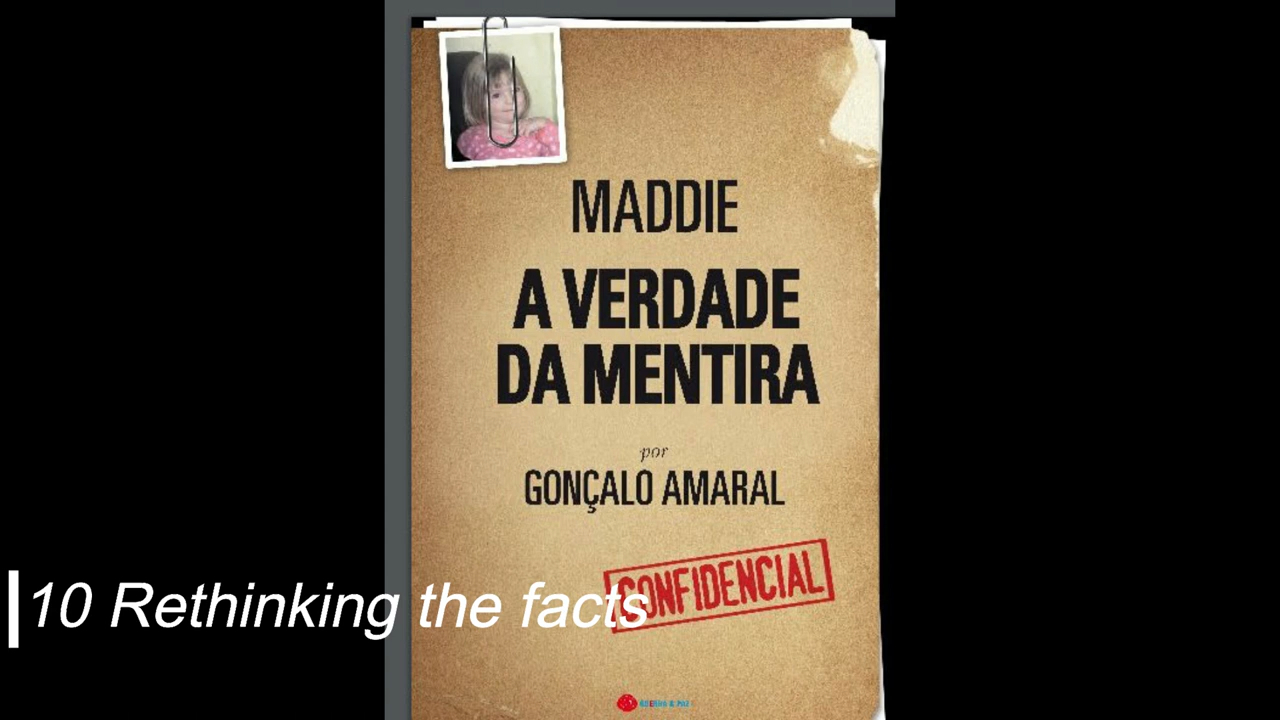 MADDIE
A VERDADE
DA MENTIRA
por
GONÇALO AMARAL
CONFIDENCIAL
10 Rethinking the facts